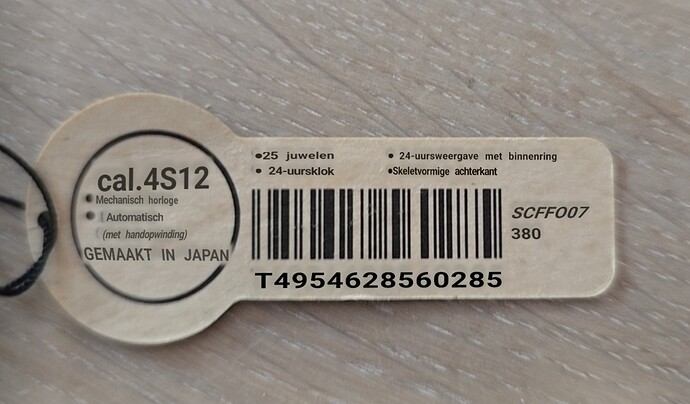 cal.4S12
● Mechanisch horloge
● Automatisch
(met handopwinding)
GEMAAKT IN JAPAN
●25 juwelen
● 24-uursklok
● 24-uursweergave met binnenring
●Skeletvormige achterkant
T4954628560285
SCFFO07
380